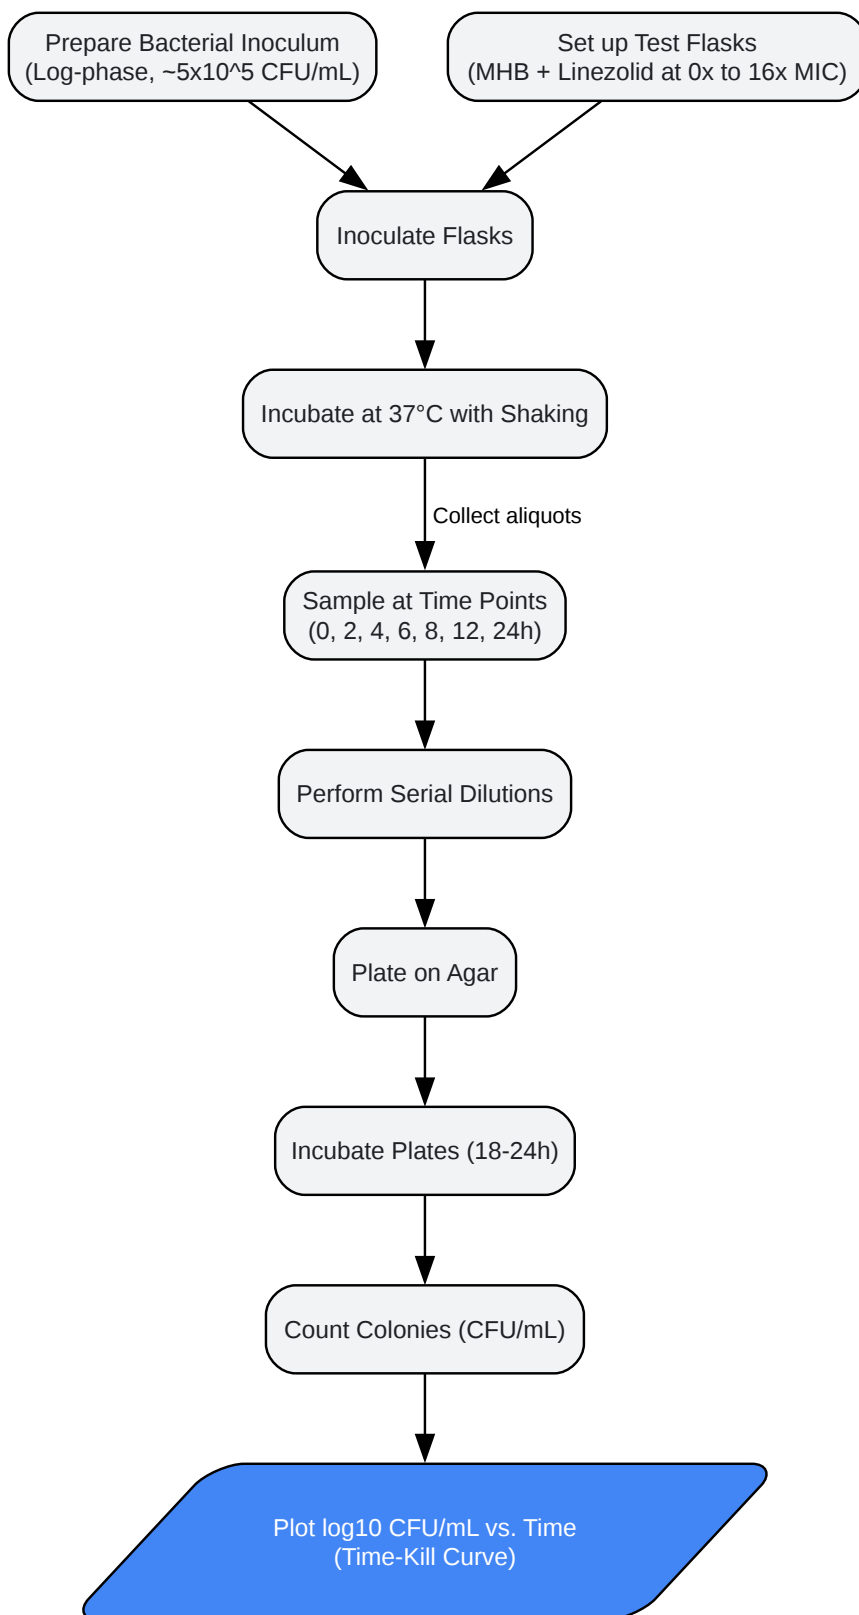 Prepare Bacterial Inoculum
(Log-phase, ~5x10^5 CFU/mL)
Set up Test Flasks
(MHB + Linezolid at 0x to 16x MIC)
Inoculate Flasks
Incubate at 37°C with Shaking
Collect aliquots
Sample at Time Points
(0, 2, 4, 6, 8, 12, 24h)
Perform Serial Dilutions
Plate on Agar
Incubate Plates (18-24h)
Count Colonies (CFU/mL)
Plot log10 CFU/mL vs. Time
(Time-Kill Curve)